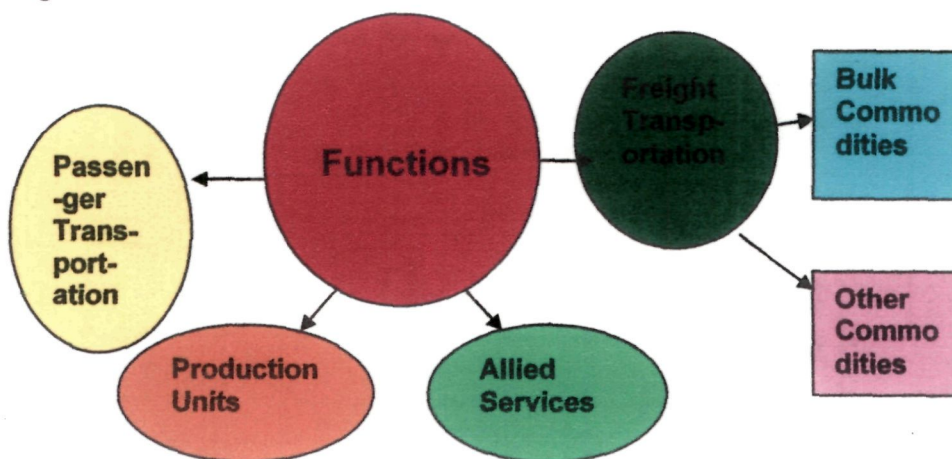 Functions
Passen
-ger
Trans-
port-
ation
Freight
Transp-
ortation
Bulk
Commo
dities
Other
Commo
dities
Production
Units
Allied
Services